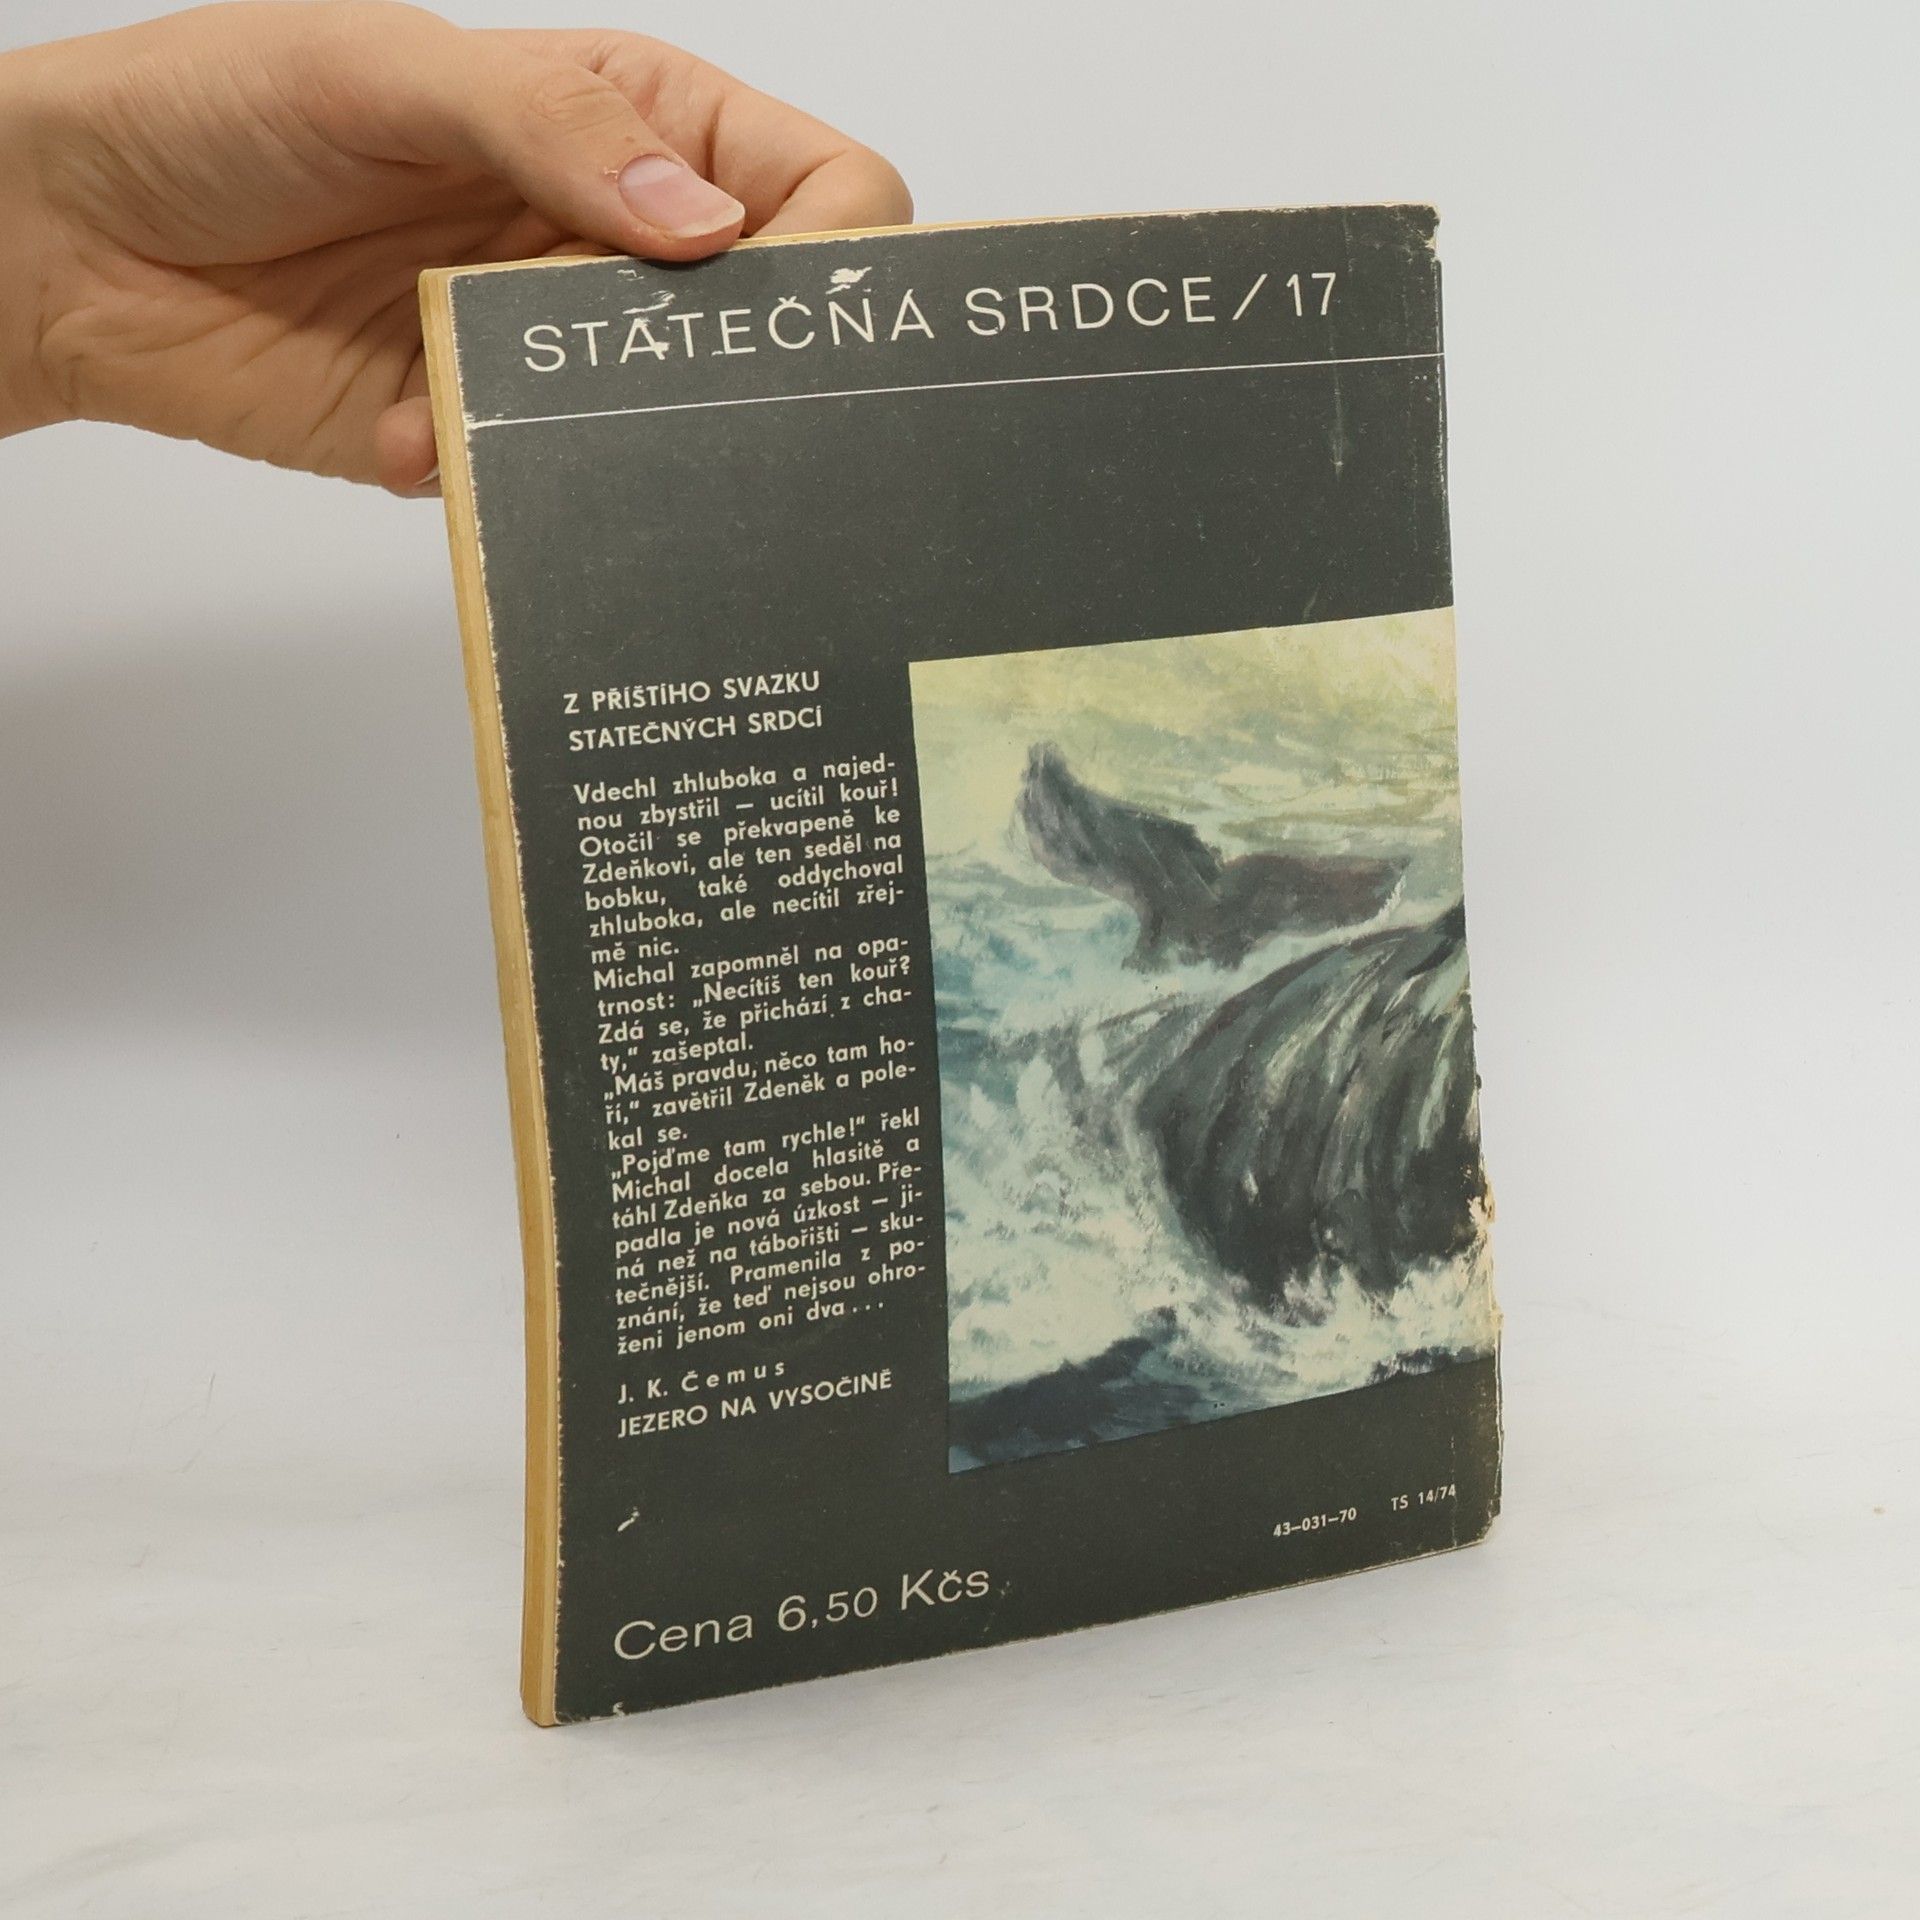 STATEČNÁ SRDCE/17
Z PŘÍŠTÍHO SVAZKU
STATEČNÝCH SRDCÍ
Vdechl zhluboka a najed-
nou zbystřil – ucítil kouř!
Otočil se překvapeně ke
Zdeňkovi, ale ten seděl na
bobku, také oddychoval
zhluboka, ale necítil zřej-
mě nic.
Michal zapomněl na opa-
trnost: „Necítíš ten kouř?
Zdá se, že přichází z cha-
ty,“ zašeptal.
„Máš pravdu, něco tam ho-
ří,“ zavětřil Zdeněk a pole-
kal se.
„Pojďme tam rychle!“ řekl
Michal docela hlasitě a
táhl Zdeňka za sebou. Pře-
padla je nová úzkost – ji-
ná než na tábořišti – sku-
tečnější. Pramenila z po-
znání, že teď nejsou ohro-
ženi jenom oni dva...
J. K. Čemus
JEZERO NA VYSOČINĚ
43–031–70 TS 14/74
Cena 6,50 Kčs